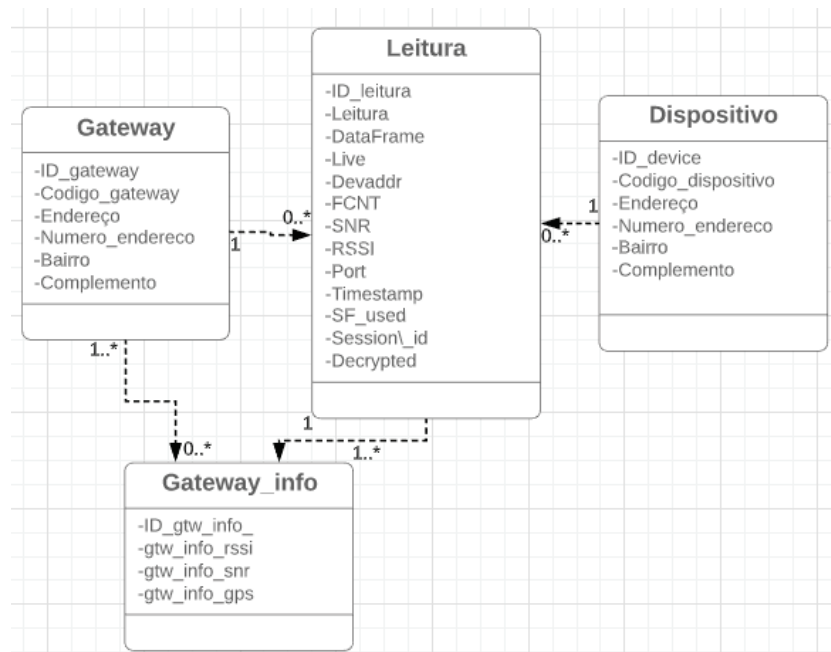 Leitura
-ID_leitura
-Leitura
-DataFrame
-Live
-Devaddr
-FCNT
-SNR
-RSSI
-Port
-Timestamp
-SF_used
-Session\_id
-Decrypted
Gateway
-ID_gateway
-Codigo_gateway
-Endereço
-Numero_endereco
-Bairro
-Complemento
Dispositivo
-ID_device
-Codigo_dispositivo
-Endereço
-Numero_endereco
-Bairro
-Complemento
0..*
1
1
0..*
1..*
0..*
1
1..*
Gateway_info
-ID_gtw_info_
-gtw_info_rssi
-gtw_info_snr
-gtw_info_gps